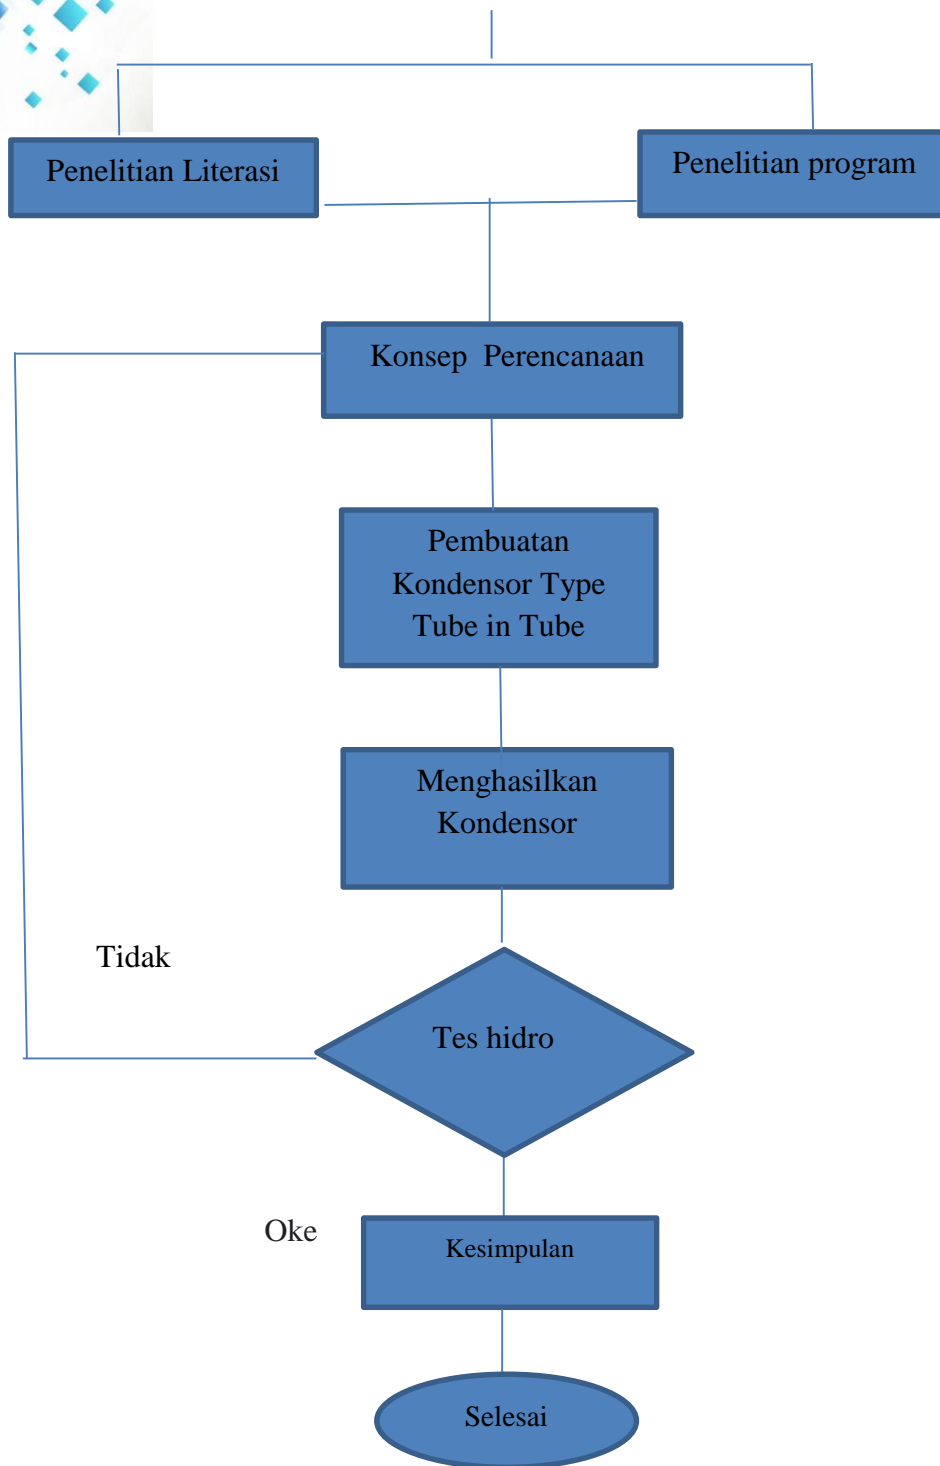 Penelitian Literasi
Penelitian program
Konsep Perencanaan
Pembuatan
Kondensor Type
Tube in Tube
Menghasilkan
Kondensor
Tidak
Tes hidro
Oke
Kesimpulan
Selesai